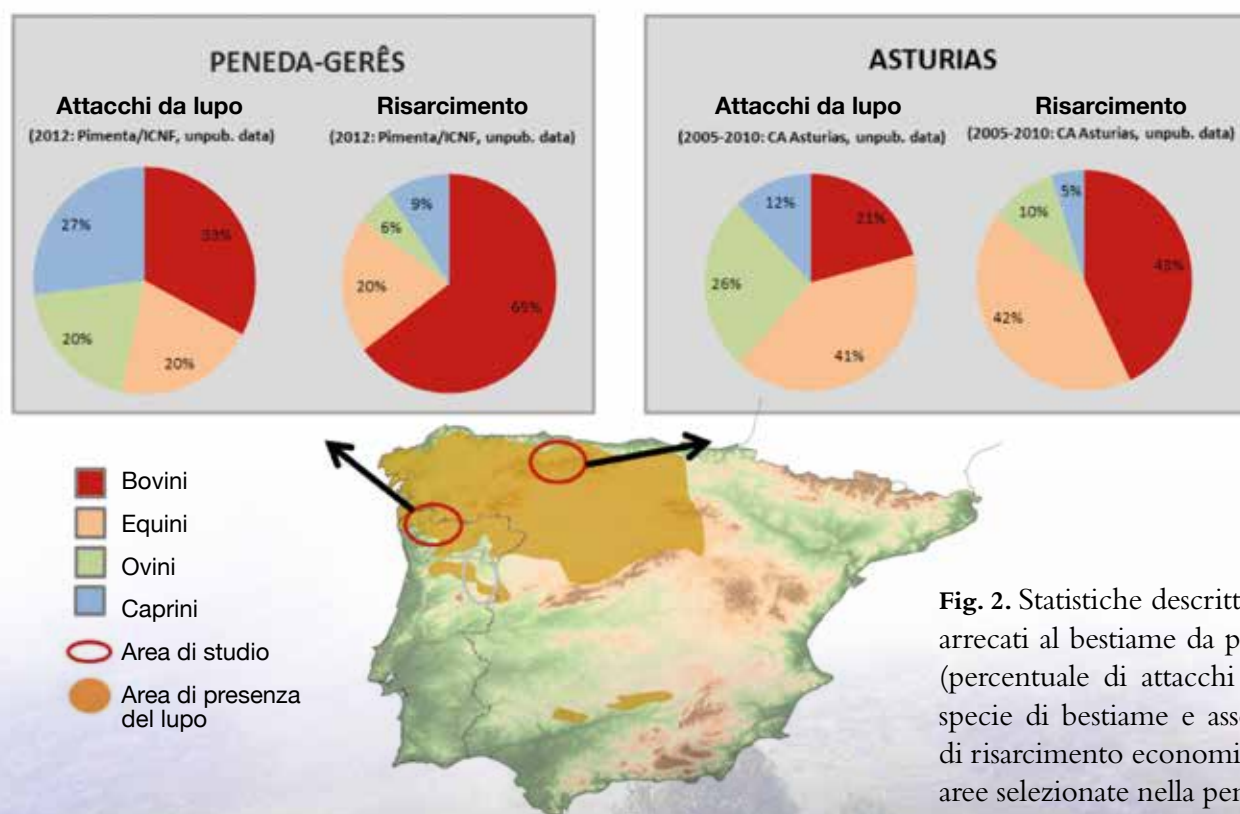 PENEDA-GERÊS
Attacchi da lupo
(2012: Pimenta/ICNF, unpub. data)
27%
33%
20%
20%
Risarcimento
(2012: Pimenta/ICNF, unpub. data)
9%
6%
20%
65%
ASTURIAS
Attacchi da lupo
(2005-2010: CA Asturias, unpub. data)
12%
21%
26%
41%
Risarcimento
(2005-2010: CA Asturias, unpub. data)
5%
10%
43%
42%
Bovini
Equini
Ovini
Caprini
Area di studio
Area di presenza
del lupo
Fig. 2. Statistiche descritt
arrecati al bestiame da p
(percentuale di attacchi
specie di bestiame e ass
di risarcimento economi
aree selezionate nella pen